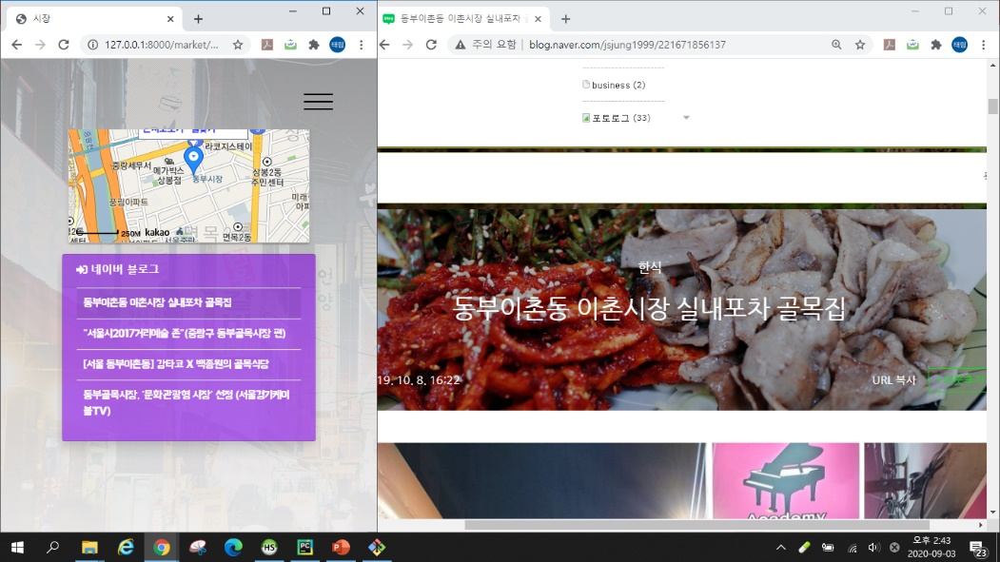 시장
127.0.0.1:8000/market/...
태림
라코지스테이
중랑세무서
메가박스
상봉점
동부시장
상봉2동
주민센터
풍림아파트
미래
아파
250M kakao
면목2동
네이버 블로그
동부이촌동 이촌시장 실내포차 골목집
"서울시2017거리예술 존"(중랑구 동부골목시장 편)
[서울 동부이촌동] 강타코 X 백종원의 골목식당
동부골목시장, '문화관광형 시장' 선정 (서울경기케이
블TV)
동부이촌동 이촌시장 실내포차 골
주의 요함 | blog.naver.com/jsjung1999/221671856137
태림
business (2)
포토로그 (33)
한식
동부이촌동 이촌시장 실내포차 골목집
19. 10. 8. 16:22
URL 복사
Academy
오후 2:43
2020-09-03
23